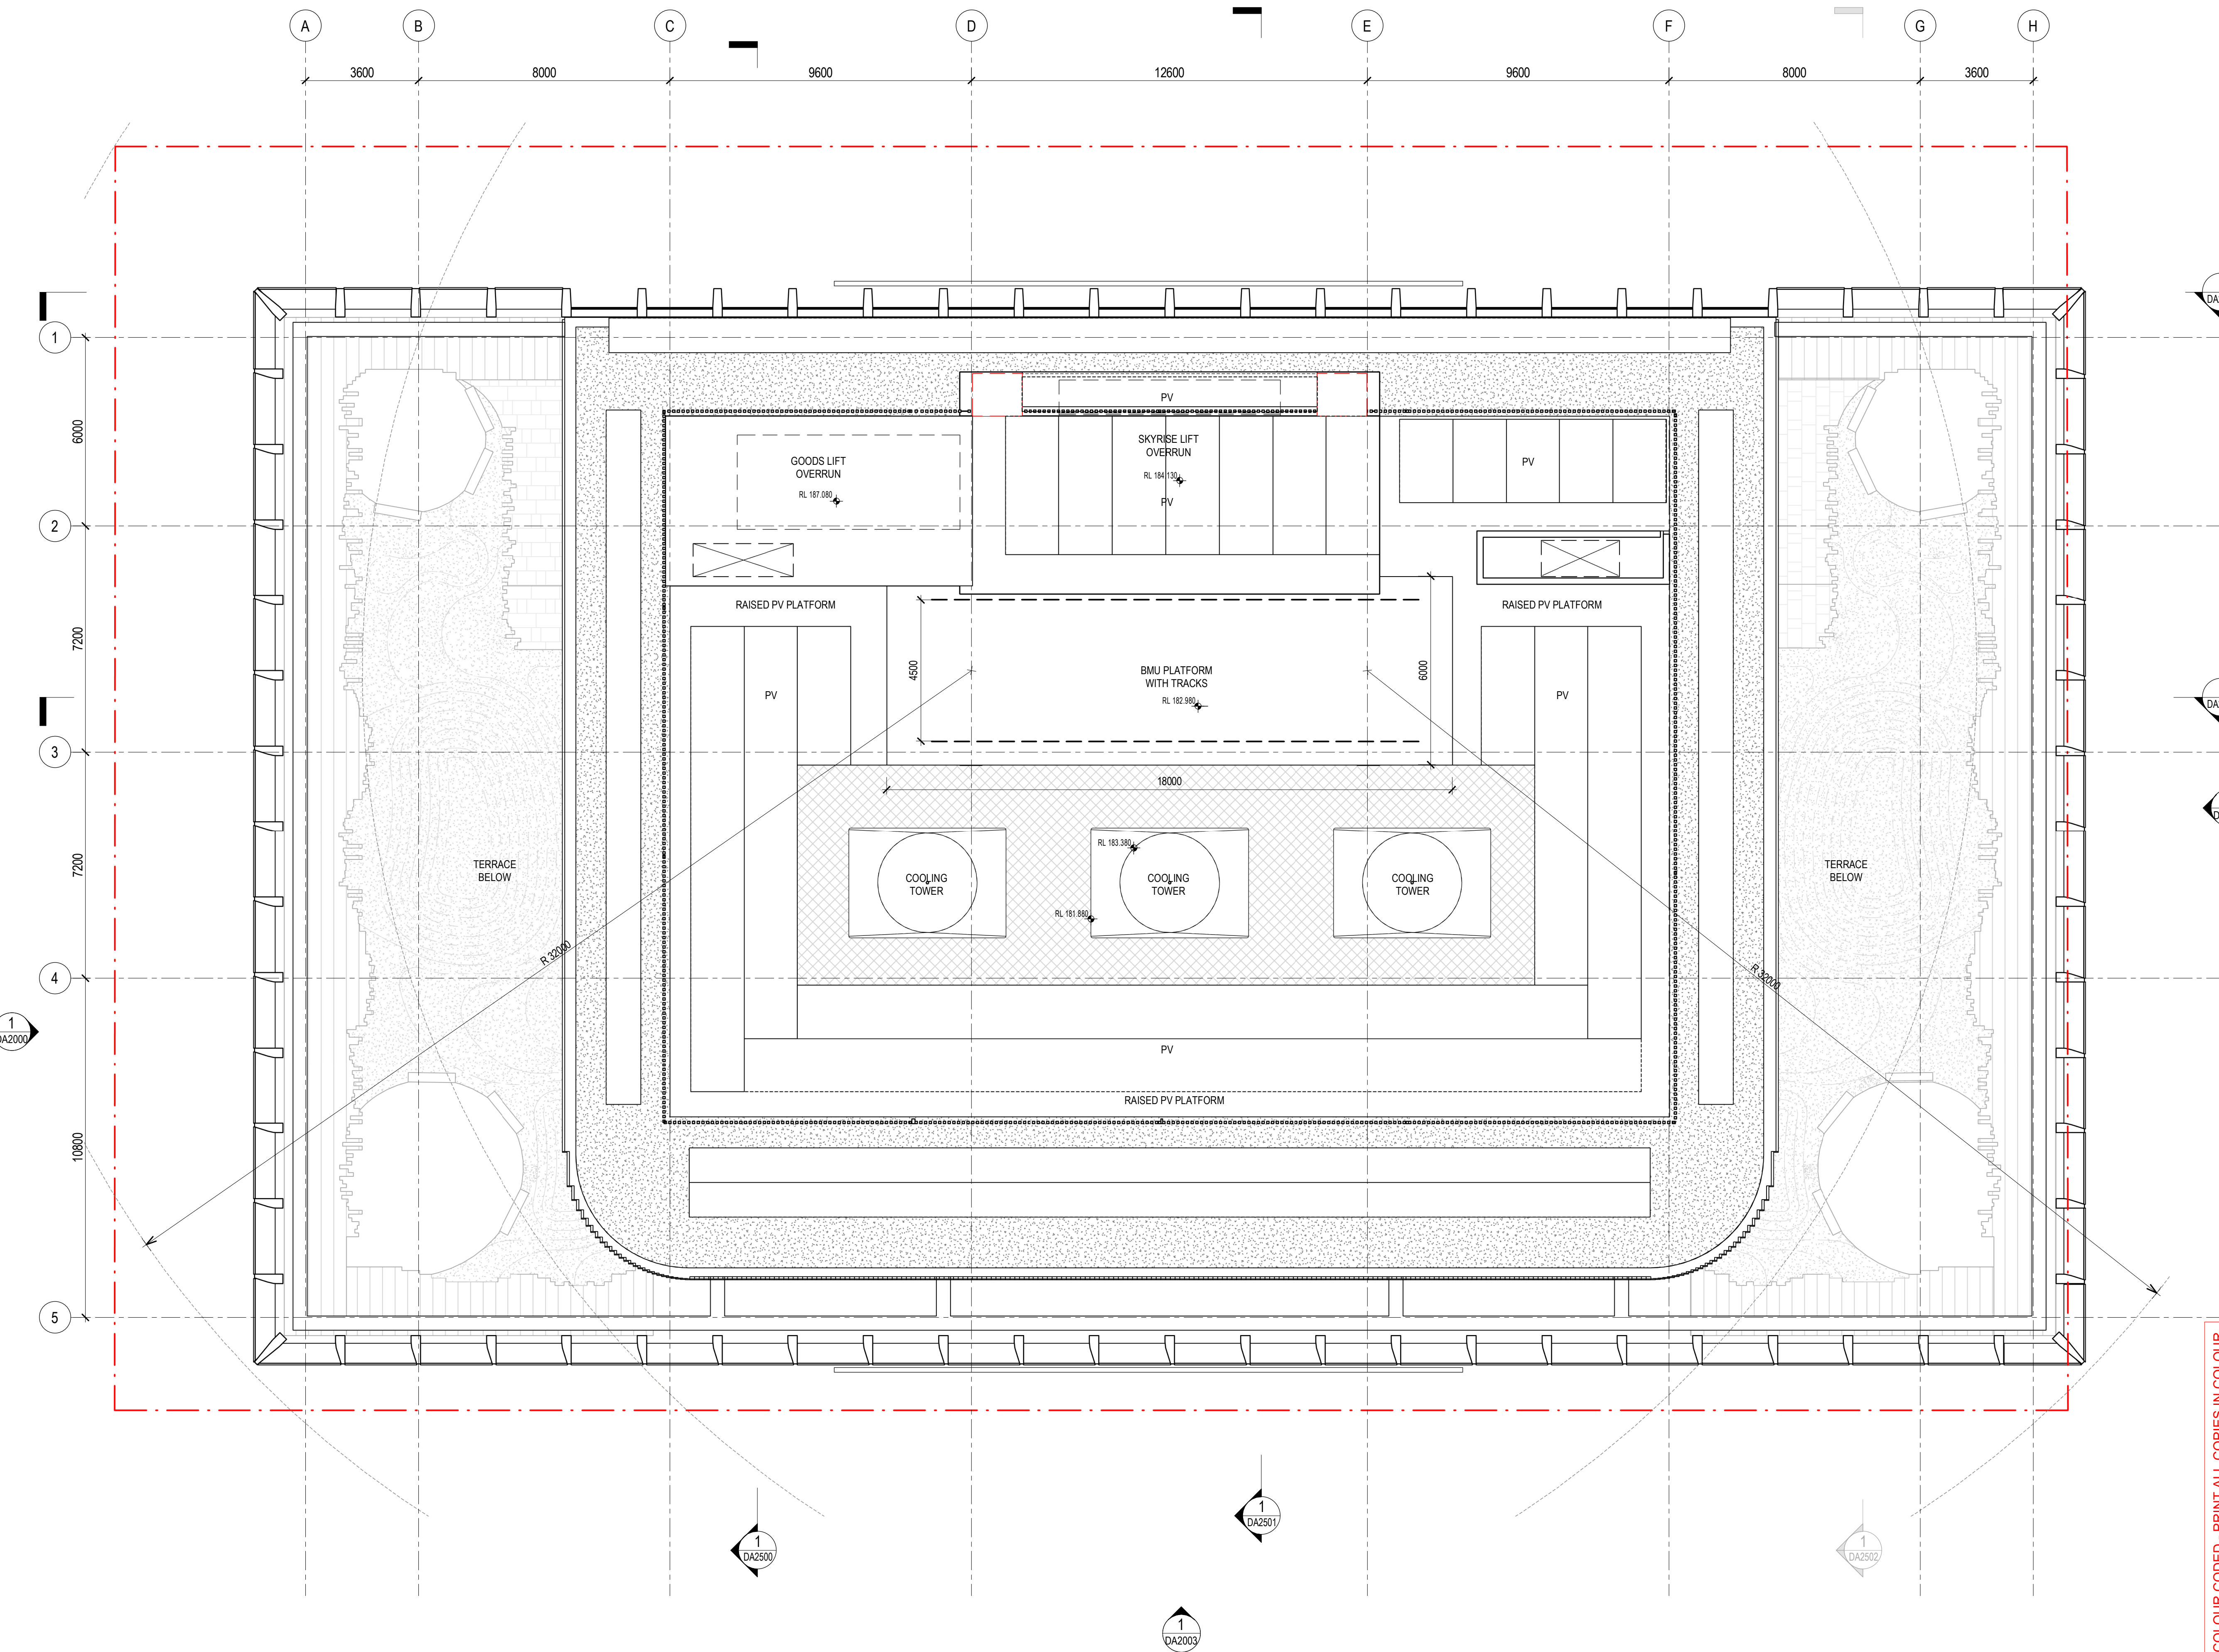 A
B
C
D
E
F
G
H
3600
8000
9600
12600
9600
8000
3600
1
6000
2
7200
3
7200
4
10800
5
PV
SKYRISE LIFT
OVERRUN
RL 184.130
PV
GOODS LIFT
OVERRUN
RL 187.080
PV
RAISED PV PLATFORM
RAISED PV PLATFORM
4500
6000
BMU PLATFORM
WITH TRACKS
RL 182.980
PV
PV
18000
RL 183.380
COOLING
TOWER
COOLING
TOWER
COOLING
TOWER
RL 181.880
TERRACE
BELOW
TERRACE
BELOW
R 32000
R 32000
PV
RAISED PV PLATFORM
1
DA2000
1
DA2500
1
DA2501
1
DA2502
1
DA2003